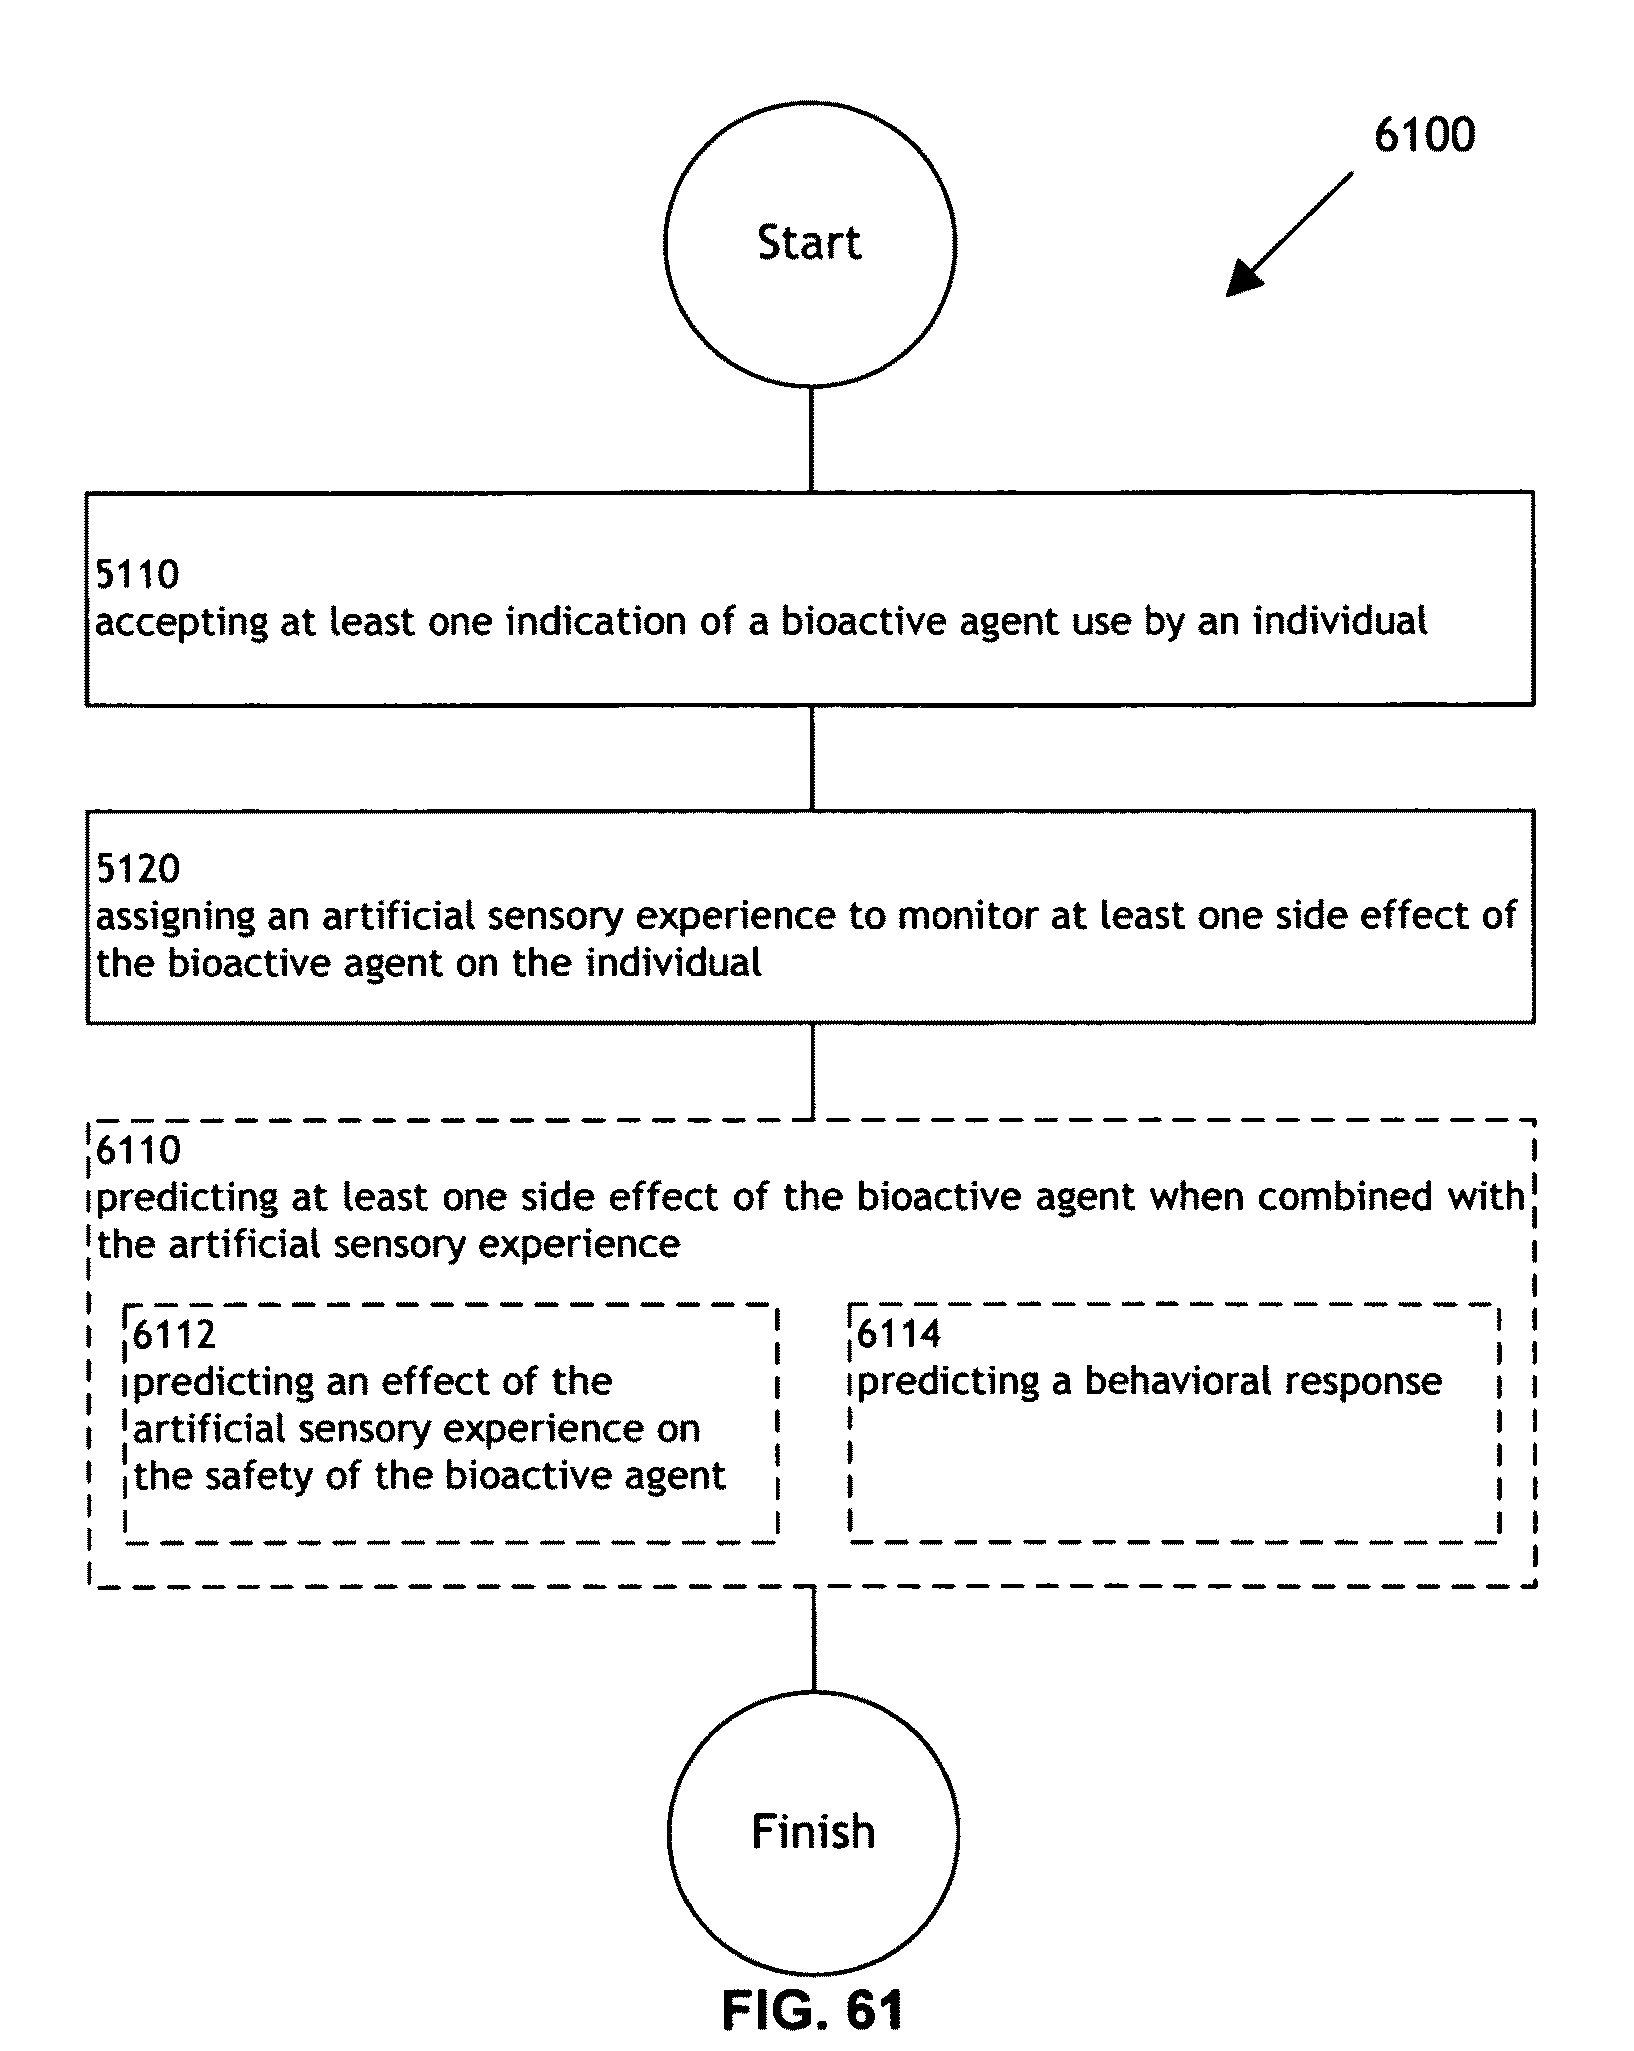 6100
Start
5110
accepting at least one indication of a bioactive agent use by an individual
5120
assigning an artificial sensory experience to monitor at least one side effect of
the bioactive agent on the individual
6110
predicting at least one side effect of the bioactive agent when combined with
the artificial sensory experience
6112
predicting an effect of the
artificial sensory experience on
the safety of the bioactive agent
6114
predicting a behavioral response
Finish
FIG. 61